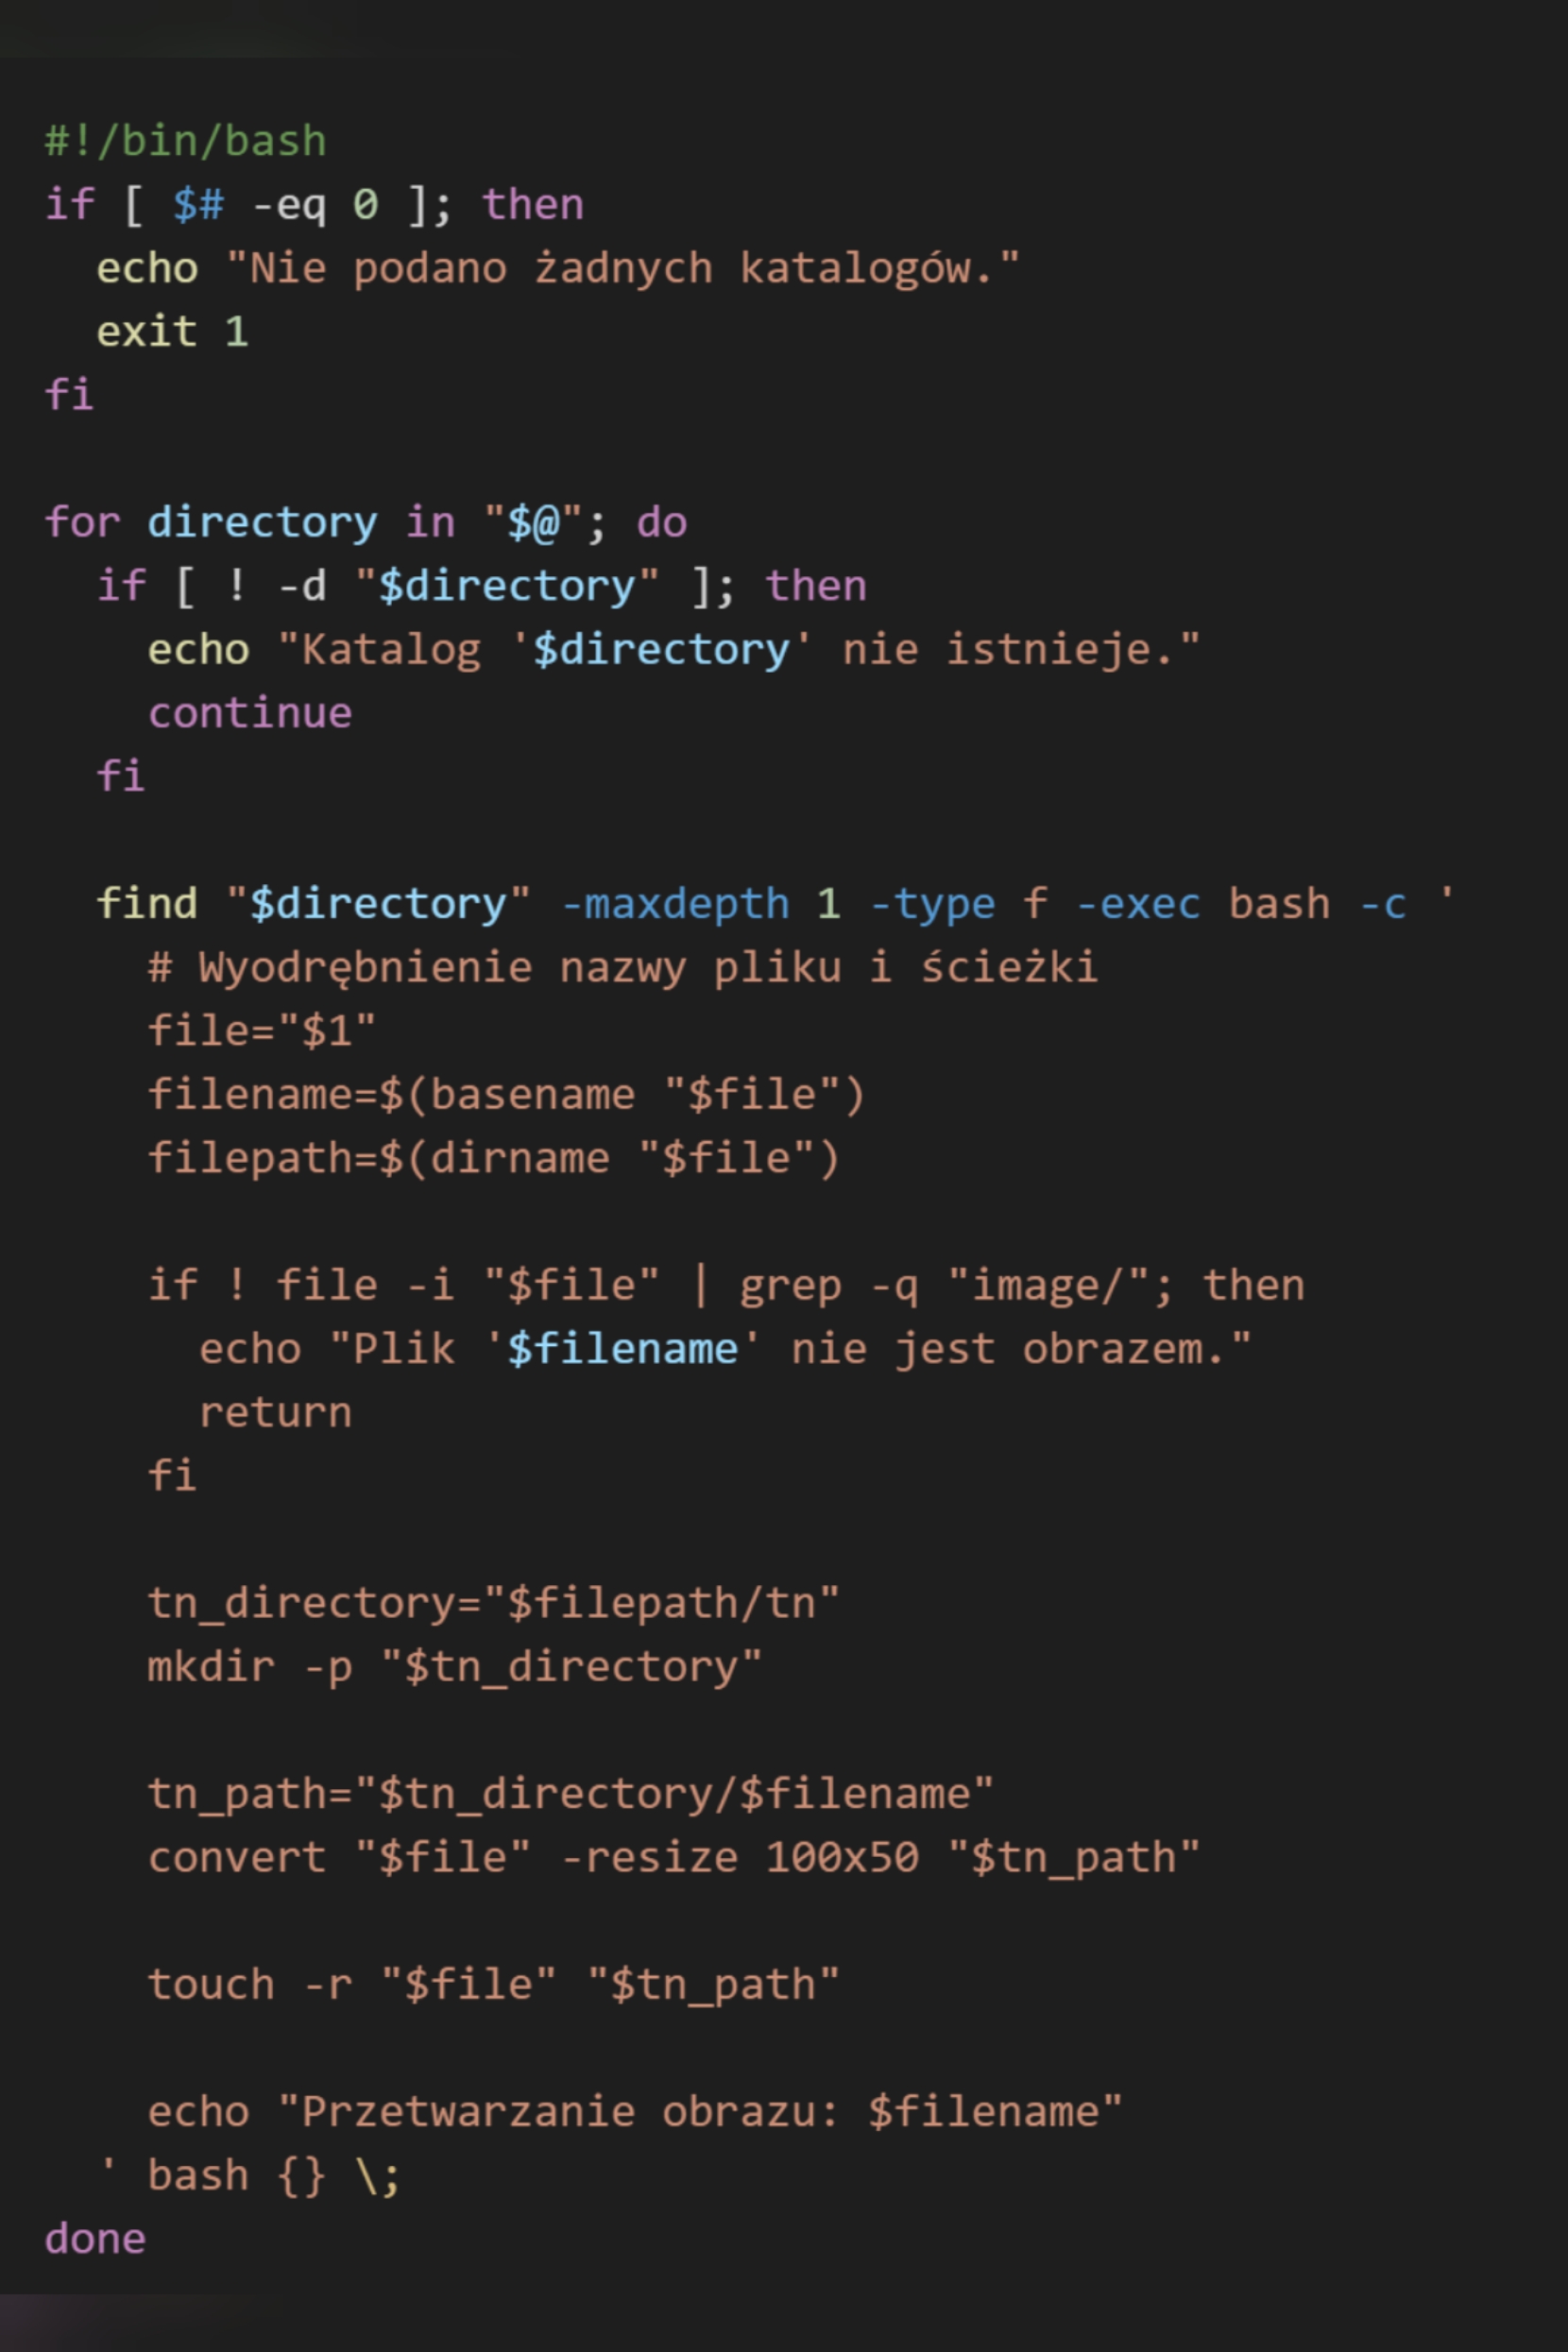 #!/bin/bash
if [ $# -eq 0 ]; then
  echo "Nie podano żadnych katalogów."
  exit 1
fi

for directory in "$@"; do
  if [ ! -d "$directory" ]; then
    echo "Katalog '$directory' nie istnieje."
    continue
  fi

  find "$directory" -maxdepth 1 -type f -exec bash -c '
    # Wyodrębnienie nazwy pliku i ścieżki
    file="$1"
    filename=$(basename "$file")
    filepath=$(dirname "$file")

    if ! file -i "$file" | grep -q "image/"; then
      echo "Plik '$filename' nie jest obrazem."
      return
    fi

    tn_directory="$filepath/tn"
    mkdir -p "$tn_directory"

    tn_path="$tn_directory/$filename"
    convert "$file" -resize 100x50 "$tn_path"

    touch -r "$file" "$tn_path"

    echo "Przetwarzanie obrazu: $filename"
  ' bash {} \;
done